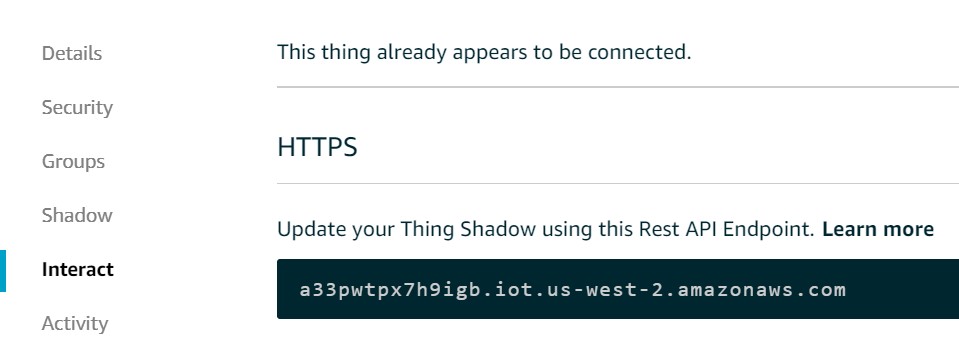 Details
Security
Groups
Shadow
Interact
Activity
This thing already appears to be connected.
HTTPS
Update your Thing Shadow using this Rest API Endpoint. Learn more
a33pwtpx7h9igb.iot.us-west-2.amazonaws.com